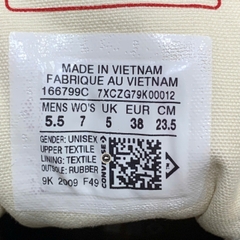 MADE IN VIETNAM
FABRIQUE AU VIETNAM
166799C 7XCZG79K00012
MENS WO'S UK EUR CM
5.5 7 5 38 23.5
GENDER: UNISEX
UPPER: TEXTILE
LINING: TEXTILE
OUTSOLE: RUBBER
9K 2009 F49
CONVERSE